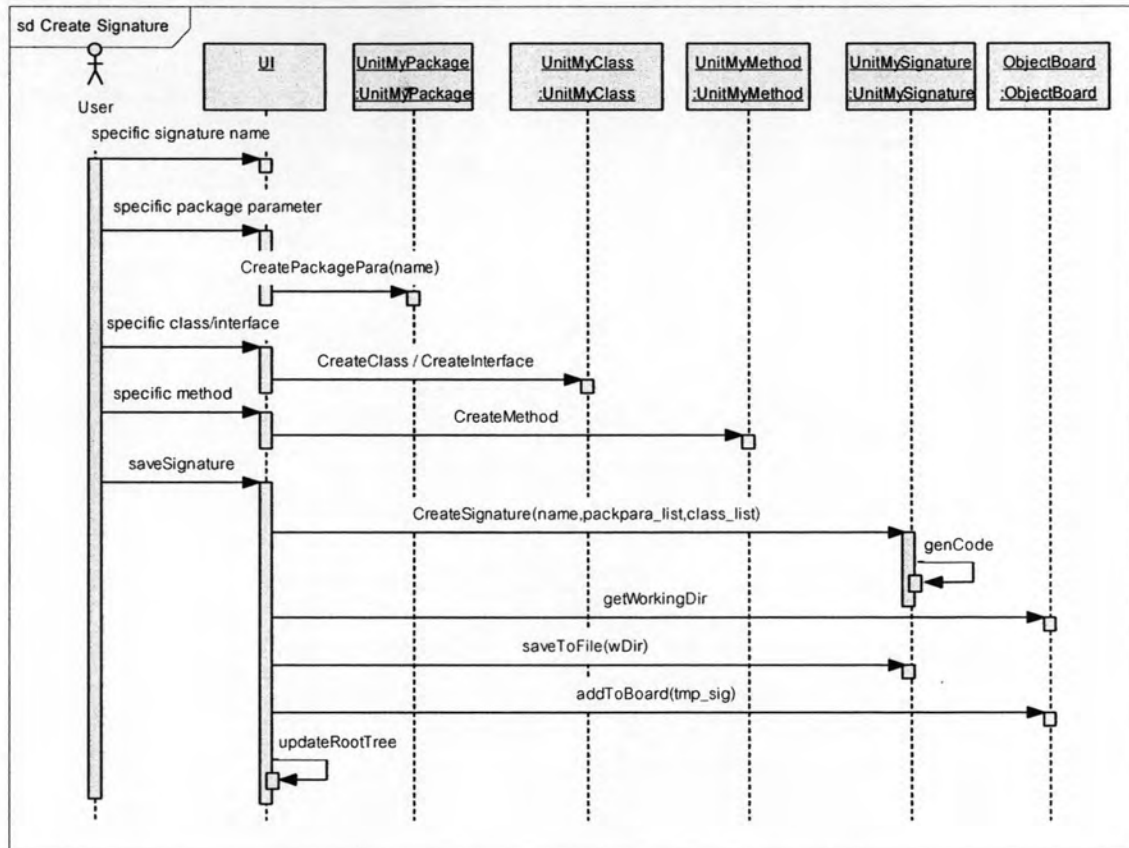 sd Create Signature
User
UI
UnitMyPackage
:UnitMyPackage
UnitMyClass
:UnitMyClass
UnitMyMethod
:UnitMyMethod
UnitMySignature
:UnitMySignature
ObjectBoard
:ObjectBoard
specific signature name
specific package parameter
CreatePackagePara(name)
specific class/interface
CreateClass / CreateInterface
specific method
CreateMethod
saveSignature
CreateSignature(name,packpara_list,class_list)
genCode
getWorkingDir
saveToFile(wDir)
addToBoard(tmp_sig)
updateRootTree